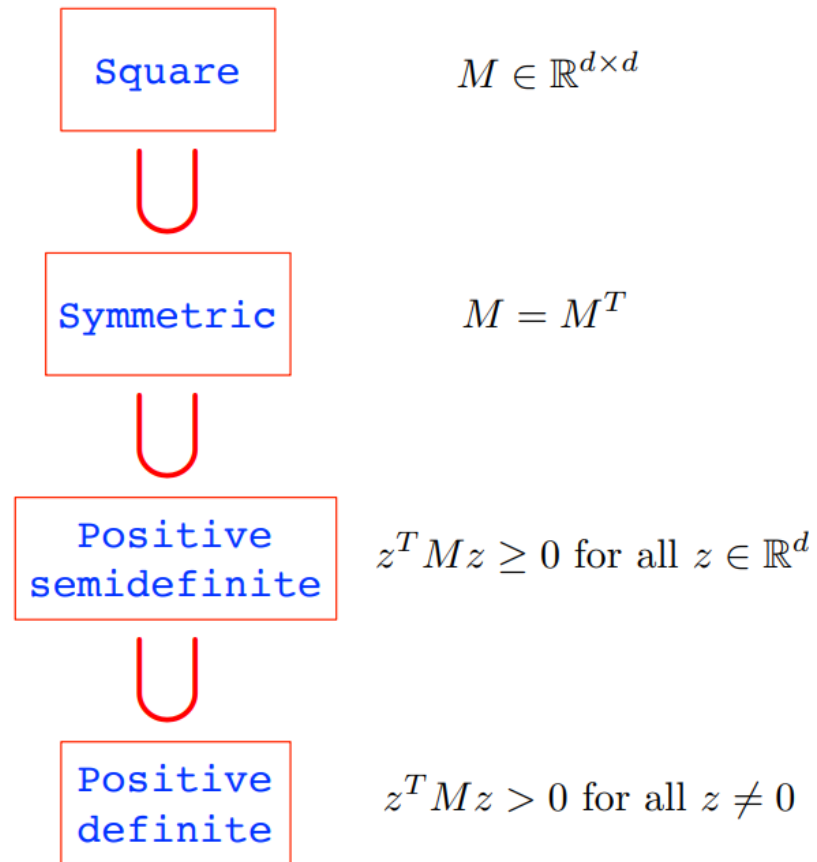 Square M ∈ ℝ^{d×d}
∪
Symmetric M = M^T
∪
Positive
semidefinite z^T Mz ≥ 0 for all z ∈ ℝ^d
∪
Positive
definite z^T Mz > 0 for all z ≠ 0